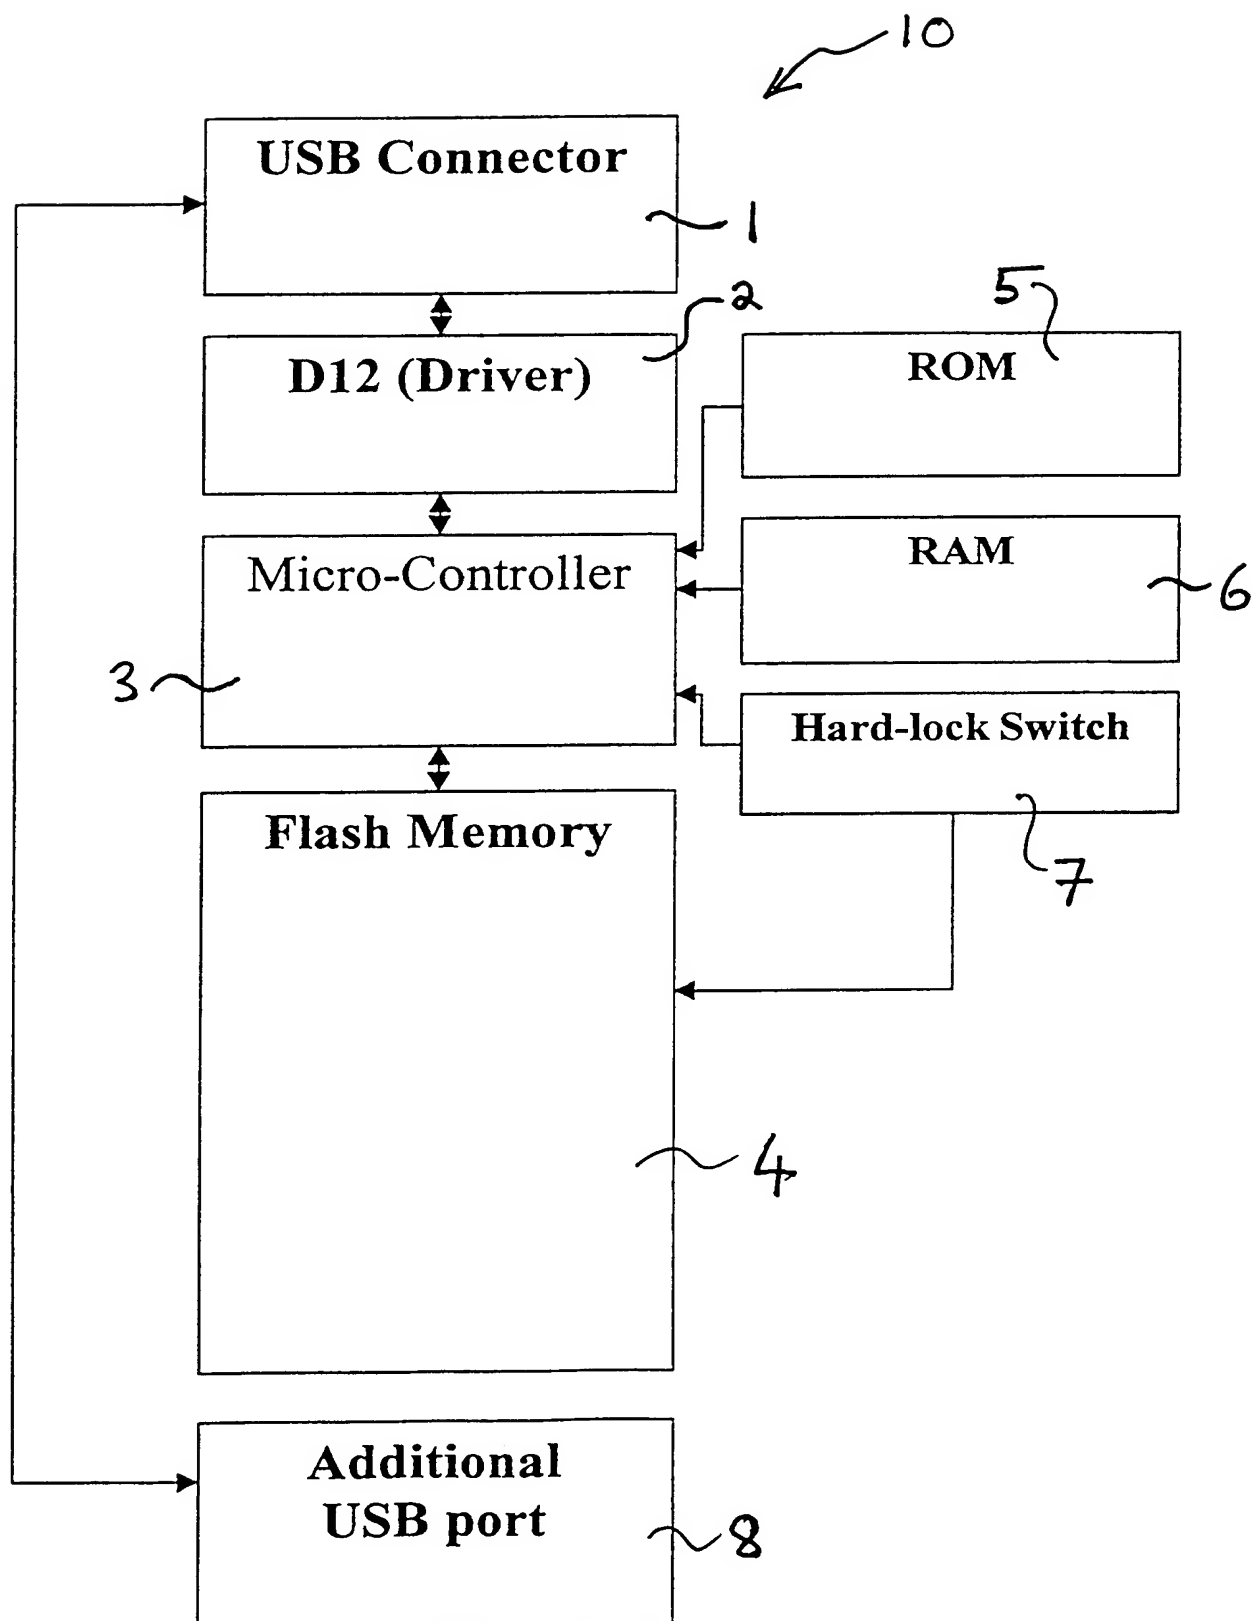 10
USB Connector
1
2
5
D12 (Driver)
ROM
Micro-Controller
RAM
6
3
Hard-lock Switch
7
Flash Memory
4
Additional
USB port
8